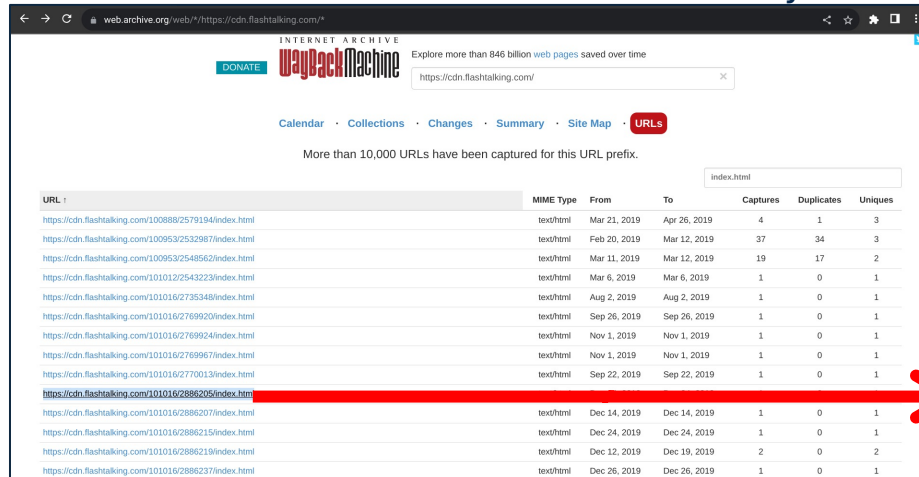 web.archive.org/web/*/https://cdn.flashtalking.com/*
INTERNET ARCHIVE
DONATE
WayBackMachine
Explore more than 846 billion web pages saved over time
https://cdn.flashtalking.com/
Calendar · Collections · Changes · Summary · Site Map · URLs
More than 10,000 URLs have been captured for this URL prefix.
index.html
URL ↑ MIME Type From To Captures Duplicates Uniques
https://cdn.flashtalking.com/100888/2579194/index.html text/html Mar 21, 2019 Apr 26, 2019 4 1 3
https://cdn.flashtalking.com/100953/2532987/index.html text/html Feb 20, 2019 Mar 12, 2019 37 34 3
https://cdn.flashtalking.com/100953/2548562/index.html text/html Mar 11, 2019 Mar 12, 2019 19 17 2
https://cdn.flashtalking.com/101012/2543223/index.html text/html Mar 6, 2019 Mar 6, 2019 1 0 1
https://cdn.flashtalking.com/101016/2735348/index.html text/html Aug 2, 2019 Aug 2, 2019 1 0 1
https://cdn.flashtalking.com/101016/2769920/index.html text/html Sep 26, 2019 Sep 26, 2019 1 0 1
https://cdn.flashtalking.com/101016/2769924/index.html text/html Nov 1, 2019 Nov 1, 2019 1 0 1
https://cdn.flashtalking.com/101016/2769967/index.html text/html Nov 1, 2019 Nov 1, 2019 1 0 1
https://cdn.flashtalking.com/101016/2770013/index.html text/html Sep 22, 2019 Sep 22, 2019 1 0 1
https://cdn.flashtalking.com/101016/2886205/index.htm
https://cdn.flashtalking.com/101016/2886207/index.html text/html Dec 14, 2019 Dec 14, 2019 1 0 1
https://cdn.flashtalking.com/101016/2886215/index.html text/html Dec 24, 2019 Dec 24, 2019 1 0 1
https://cdn.flashtalking.com/101016/2886219/index.html text/html Dec 12, 2019 Dec 19, 2019 2 0 2
https://cdn.flashtalking.com/101016/2886237/index.html text/html Dec 26, 2019 Dec 26, 2019 1 0 1